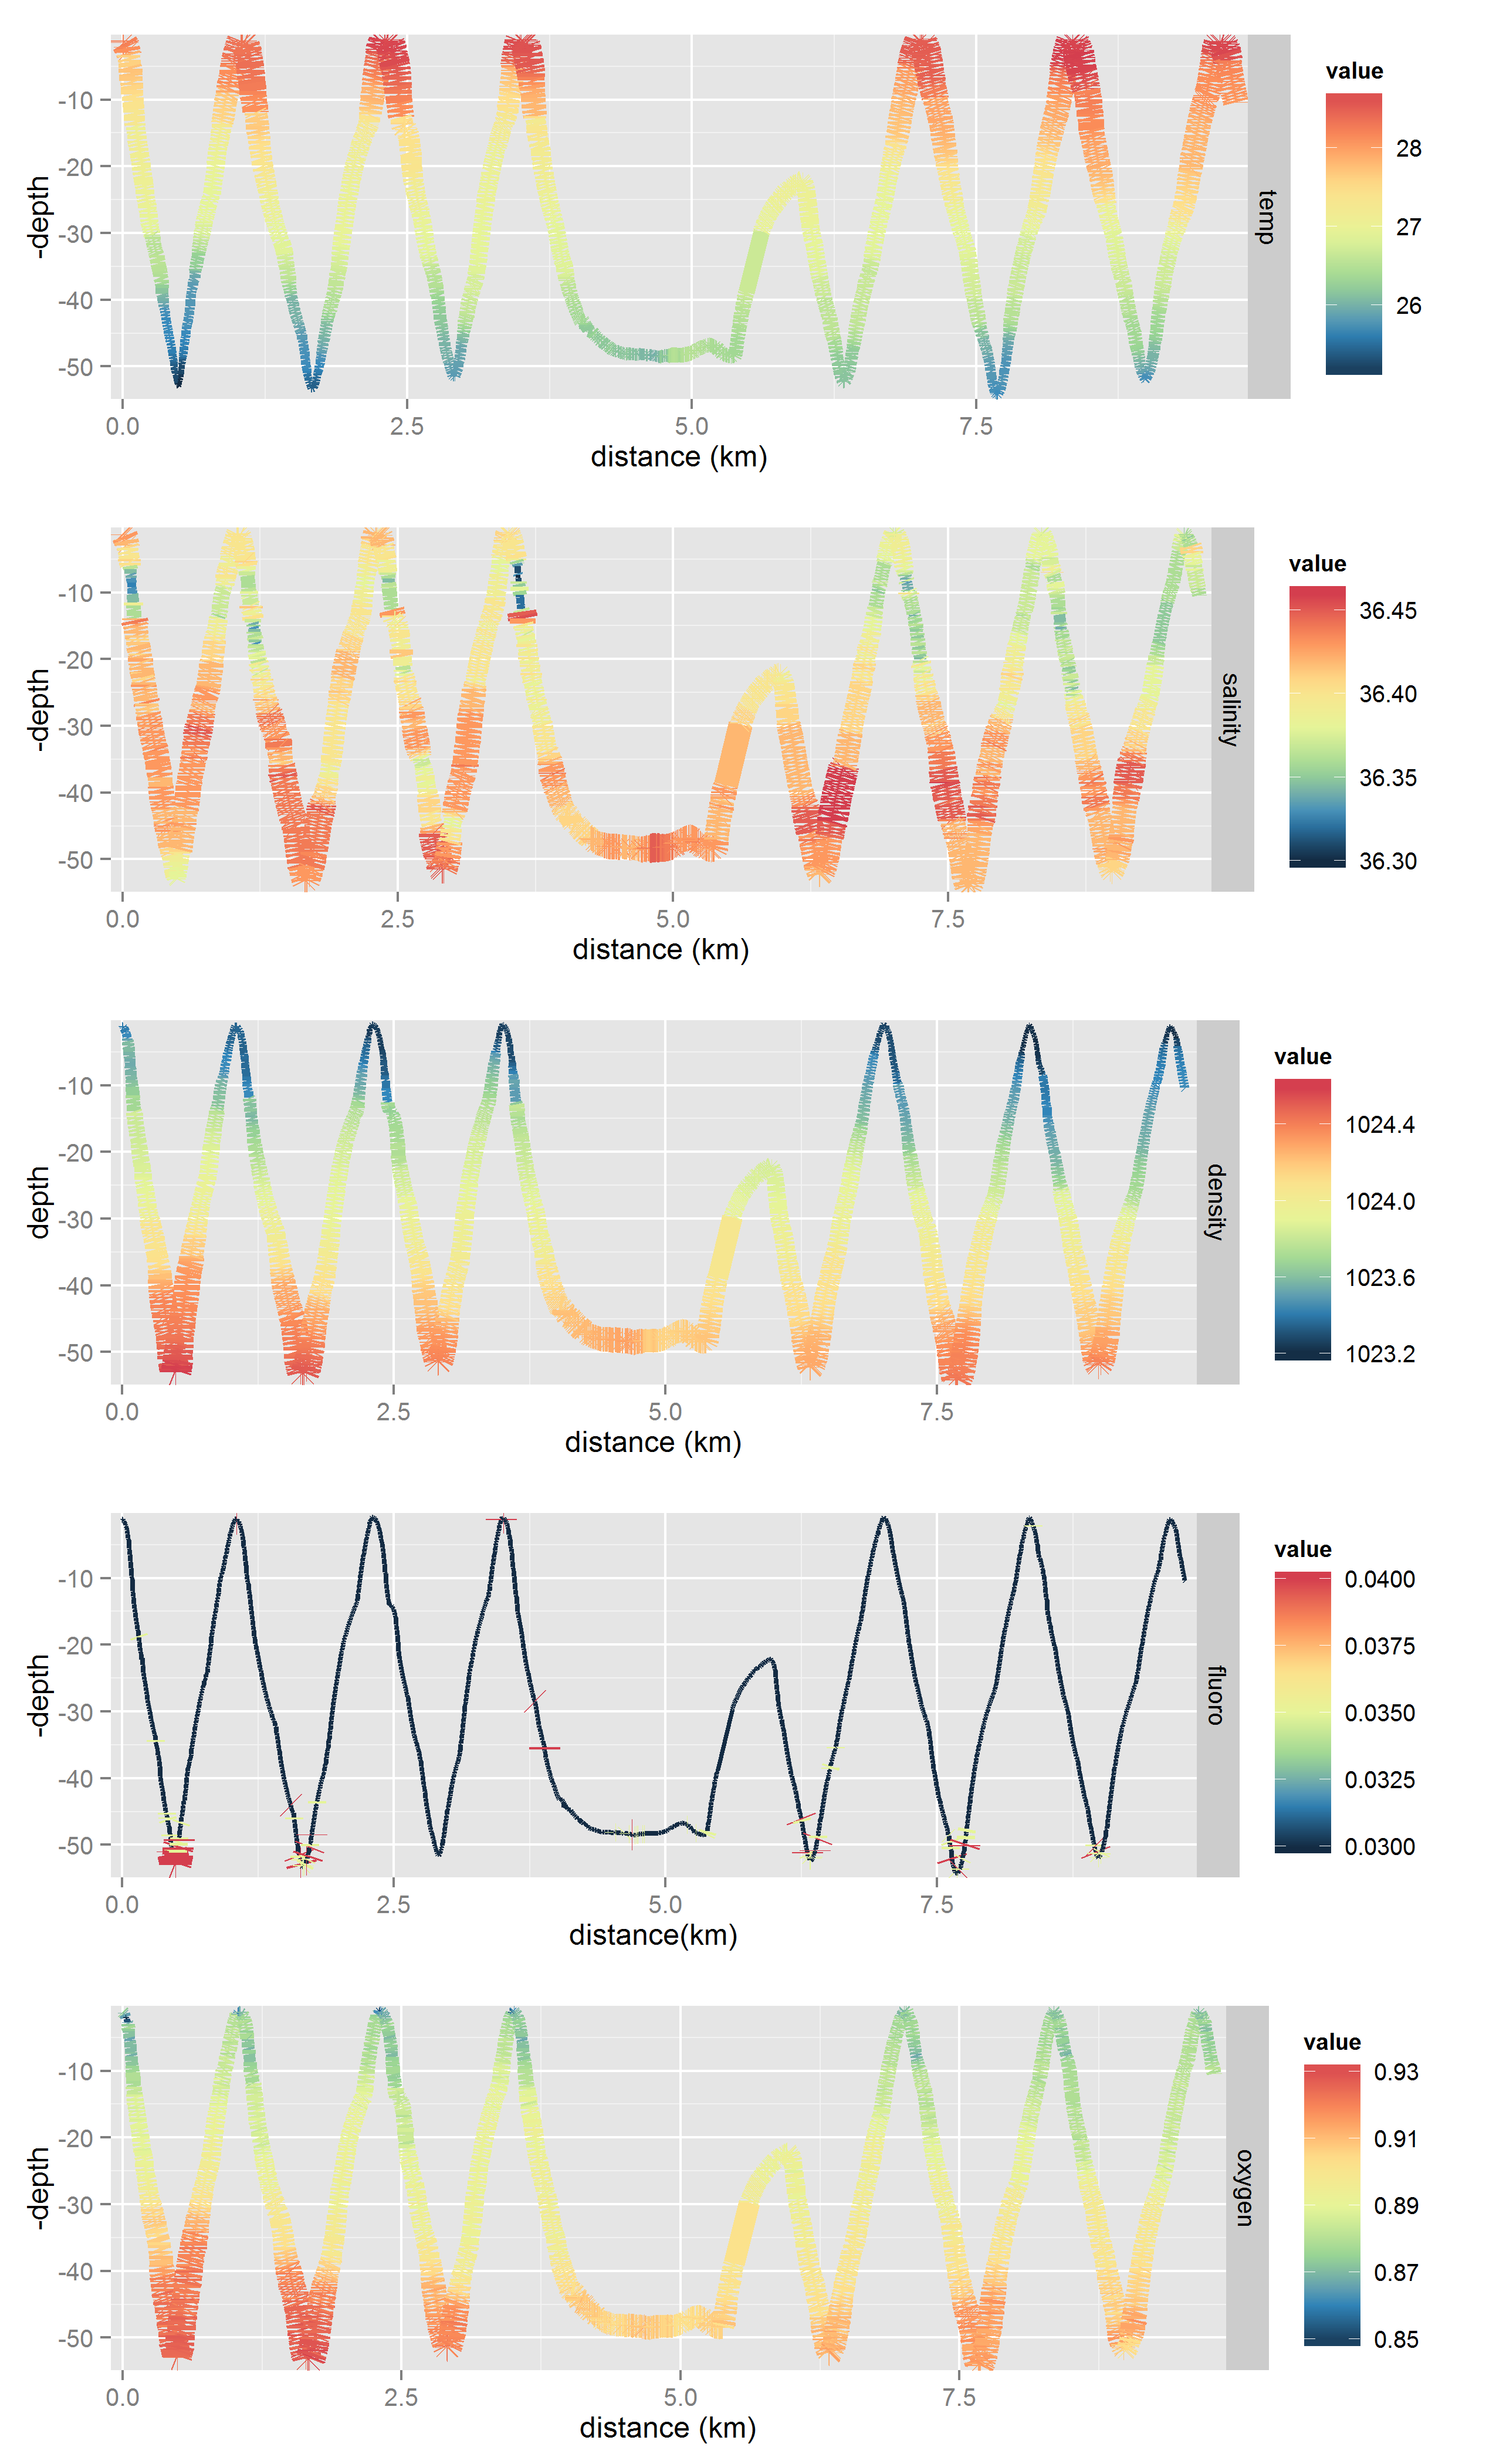 value
-10
-20
-30
-40
-50
-depth
temp
28
27
26
0.0 2.5 5.0 7.5
distance (km)
value
-10
-20
-30
-40
-50
-depth
salinity
36.45
36.40
36.35
36.30
0.0 2.5 5.0 7.5
distance (km)
value
-10
-20
-30
-40
-50
depth
density
1024.4
1024.0
1023.6
1023.2
0.0 2.5 5.0 7.5
distance (km)
value
-10
-20
-30
-40
-50
-depth
fluoro
0.0400
0.0375
0.0350
0.0325
0.0300
0.0 2.5 5.0 7.5
distance(km)
value
-10
-20
-30
-40
-50
-depth
oxygen
0.93
0.91
0.89
0.87
0.85
0.0 2.5 5.0 7.5
distance (km)